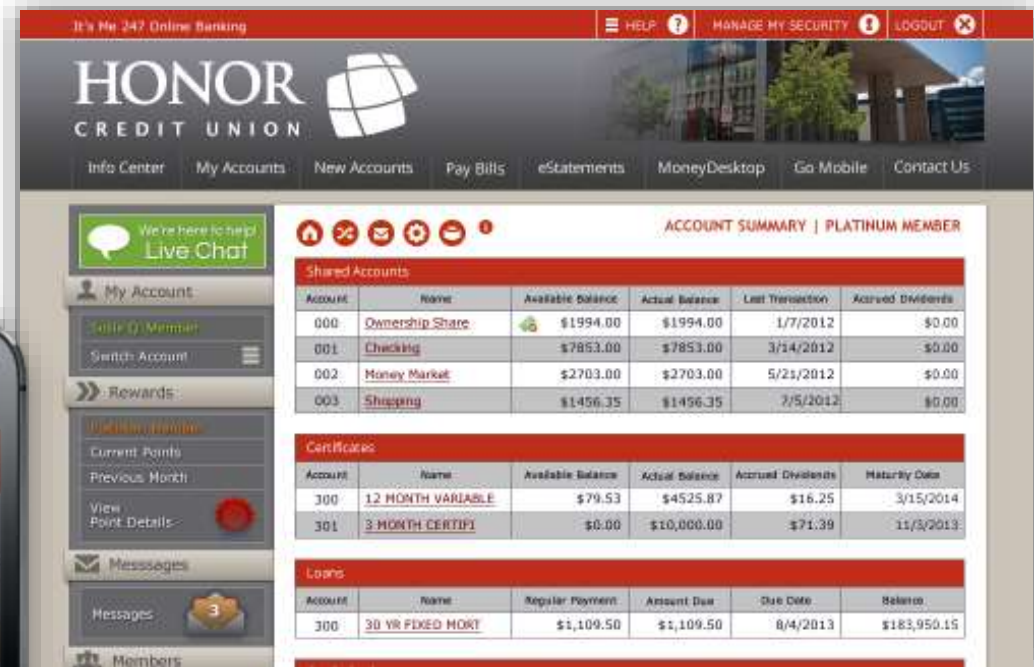 It's Me 247 Online Banking
HELP ? MANAGE MY SECURITY LOGOUT
HONOR
CREDIT UNION
Info Center My Accounts New Accounts Pay Bills eStatements MoneyDesktop Go Mobile Contact Us
We're here to help!
Live Chat
ACCOUNT SUMMARY | PLATINUM MEMBER
My Account
Susie Q. Member
Switch Account
Rewards
Platinum Member
Current Points
Previous Month
View
Point Details
Messsages
Messages 3
Members
Shared Accounts
Account Name Available Balance Actual Balance Last Transaction Accrued Dividends
000 Ownership Share $1994.00 $1994.00 1/7/2012 $0.00
001 Checking $7853.00 $7853.00 3/14/2012 $0.00
002 Money Market $2703.00 $2703.00 5/21/2012 $0.00
003 Shopping $1456.35 $1456.35 7/5/2012 $0.00
Certificates
Account Name Available Balance Actual Balance Accrued Dividends Maturity Date
300 12 MONTH VARIABLE $79.53 $4525.87 $16.25 3/15/2014
301 3 MONTH CERTIFI $0.00 $10,000.00 $71.39 11/3/2013
Loans
Account Name Regular Payment Amount Due Due Date Balance
300 30 YR FIXED MORT $1,109.50 $1,109.50 8/4/2013 $183,950.15